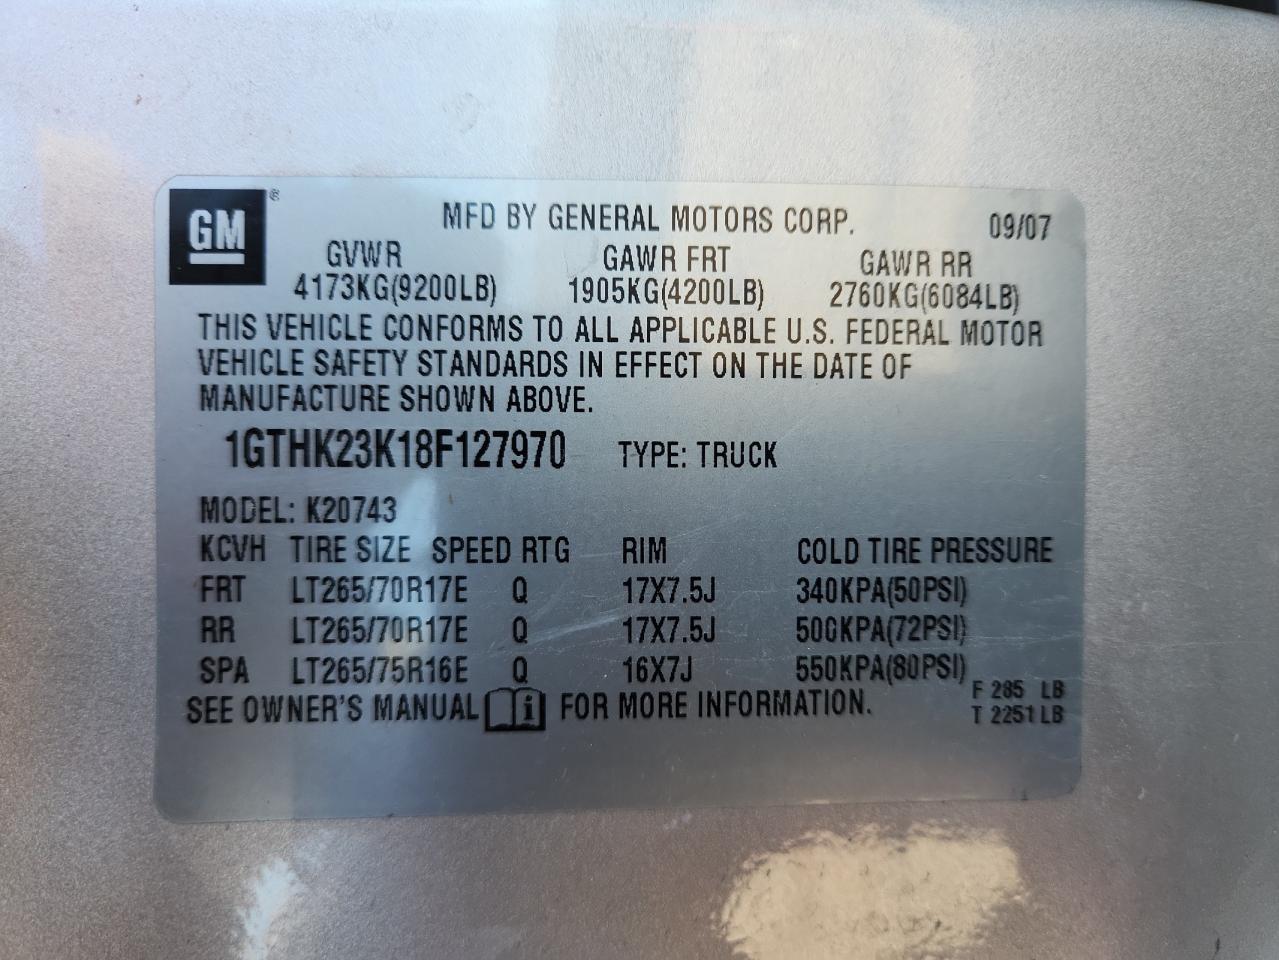 GM ®
MFD BY GENERAL MOTORS CORP. 09/07
GVWR GAWR FRT GAWR RR
4173KG(9200LB) 1905KG(4200LB) 2760KG(6084LB)
THIS VEHICLE CONFORMS TO ALL APPLICABLE U.S. FEDERAL MOTOR
VEHICLE SAFETY STANDARDS IN EFFECT ON THE DATE OF
MANUFACTURE SHOWN ABOVE.
1GTHK23K18F127970 TYPE: TRUCK
MODEL: K20743
KCVH TIRE SIZE SPEED RTG RIM COLD TIRE PRESSURE
FRT LT265/70R17E Q 17X7.5J 340KPA(50PSI)
RR LT265/70R17E Q 17X7.5J 500KPA(72PSI)
SPA LT265/75R16E Q 16X7J 550KPA(80PSI)
SEE OWNER'S MANUAL i FOR MORE INFORMATION.
F 285 LB
T 2251 LB